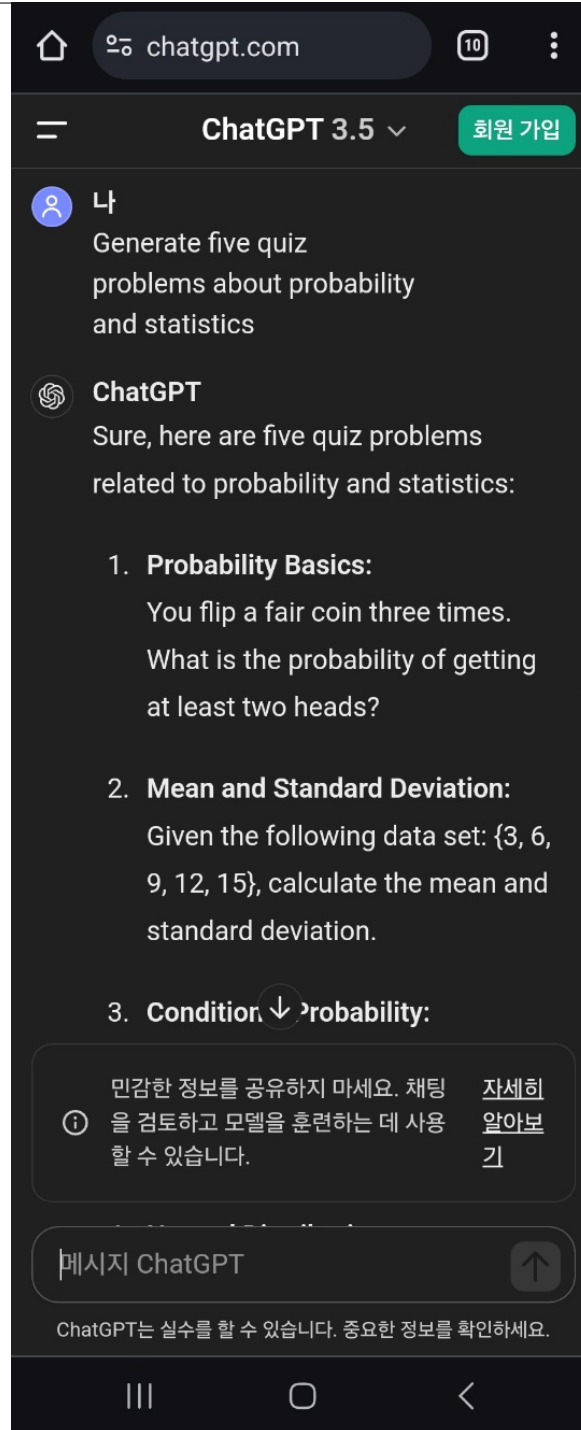 chatgpt.com
10
ChatGPT 3.5
회원 가입
나
Generate five quiz
problems about probability
and statistics
ChatGPT
Sure, here are five quiz problems
related to probability and statistics:
1. Probability Basics:
You flip a fair coin three times.
What is the probability of getting
at least two heads?
2. Mean and Standard Deviation:
Given the following data set: {3, 6,
9, 12, 15}, calculate the mean and
standard deviation.
3. Condition Probability:
민감한 정보를 공유하지 마세요. 채팅
을 검토하고 모델을 훈련하는 데 사용
할 수 있습니다.
자세히
알아보
기
메시지 ChatGPT
ChatGPT는 실수를 할 수 있습니다. 중요한 정보를 확인하세요.